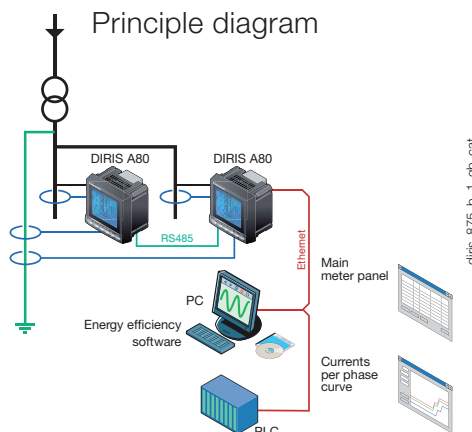 Principle diagram
DIRIS A80
DIRIS A80
RS485
Ethernet
PC
Energy efficiency
software
PLC
Main
meter panel
Currents
per phase
curve
diris_875_b_1_gb_cat